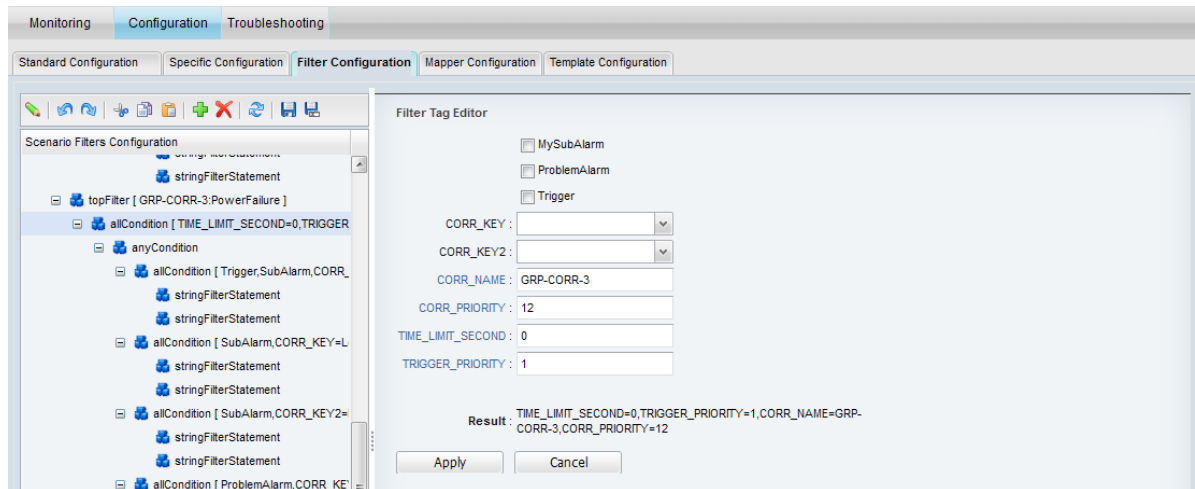 Monitoring Configuration Troubleshooting
Standard Configuration Specific Configuration Filter Configuration Mapper Configuration Template Configuration
Scenario Filters Configuration
stringFilterStatement
stringFilterStatement
topFilter [ GRP-CORR-3:PowerFailure ]
allCondition [ TIME_LIMIT_SECOND=0,TRIGGER
anyCondition
allCondition [ Trigger,SubAlarm,CORR_
stringFilterStatement
stringFilterStatement
allCondition [ SubAlarm,CORR_KEY=L
stringFilterStatement
stringFilterStatement
allCondition [ SubAlarm,CORR_KEY2=
stringFilterStatement
stringFilterStatement
allCondition [ ProblemAlarm,CORR_KE
Filter Tag Editor
MySubAlarm
ProblemAlarm
Trigger
CORR_KEY :
CORR_KEY2 :
CORR_NAME : GRP-CORR-3
CORR_PRIORITY : 12
TIME_LIMIT_SECOND : 0
TRIGGER_PRIORITY : 1
Result : TIME_LIMIT_SECOND=0,TRIGGER_PRIORITY=1,CORR_NAME=GRP-
CORR-3,CORR_PRIORITY=12
Apply Cancel